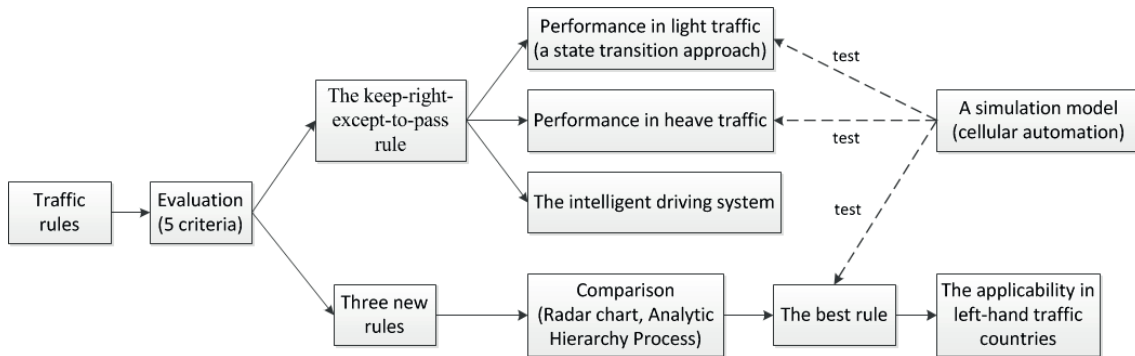 Traffic
rules
Evaluation
(5 criteria)
The keep-right-
except-to-pass
rule
Performance in light traffic
(a state transition approach)
Performance in heave traffic
The intelligent driving system
test
test
test
A simulation model
(cellular automation)
Three new
rules
Comparison
(Radar chart, Analytic
Hierarchy Process)
The best rule
The applicability in
left-hand traffic
countries